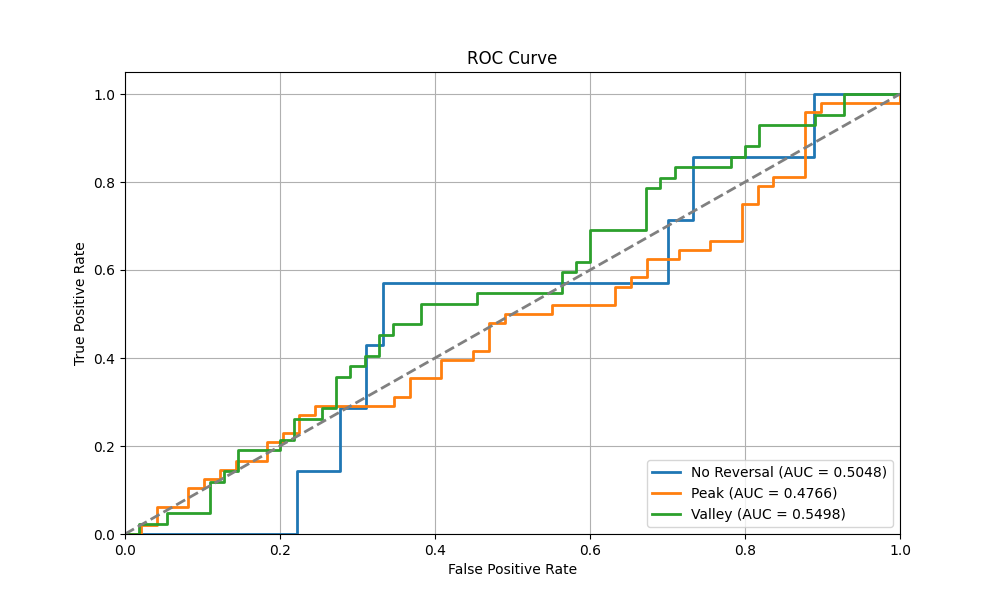 ROC Curve
True Positive Rate
1.0
0.8
0.6
0.4
0.2
0.0
0.0 0.2 0.4 0.6 0.8 1.0
False Positive Rate
No Reversal (AUC = 0.5048)
Peak (AUC = 0.4766)
Valley (AUC = 0.5498)